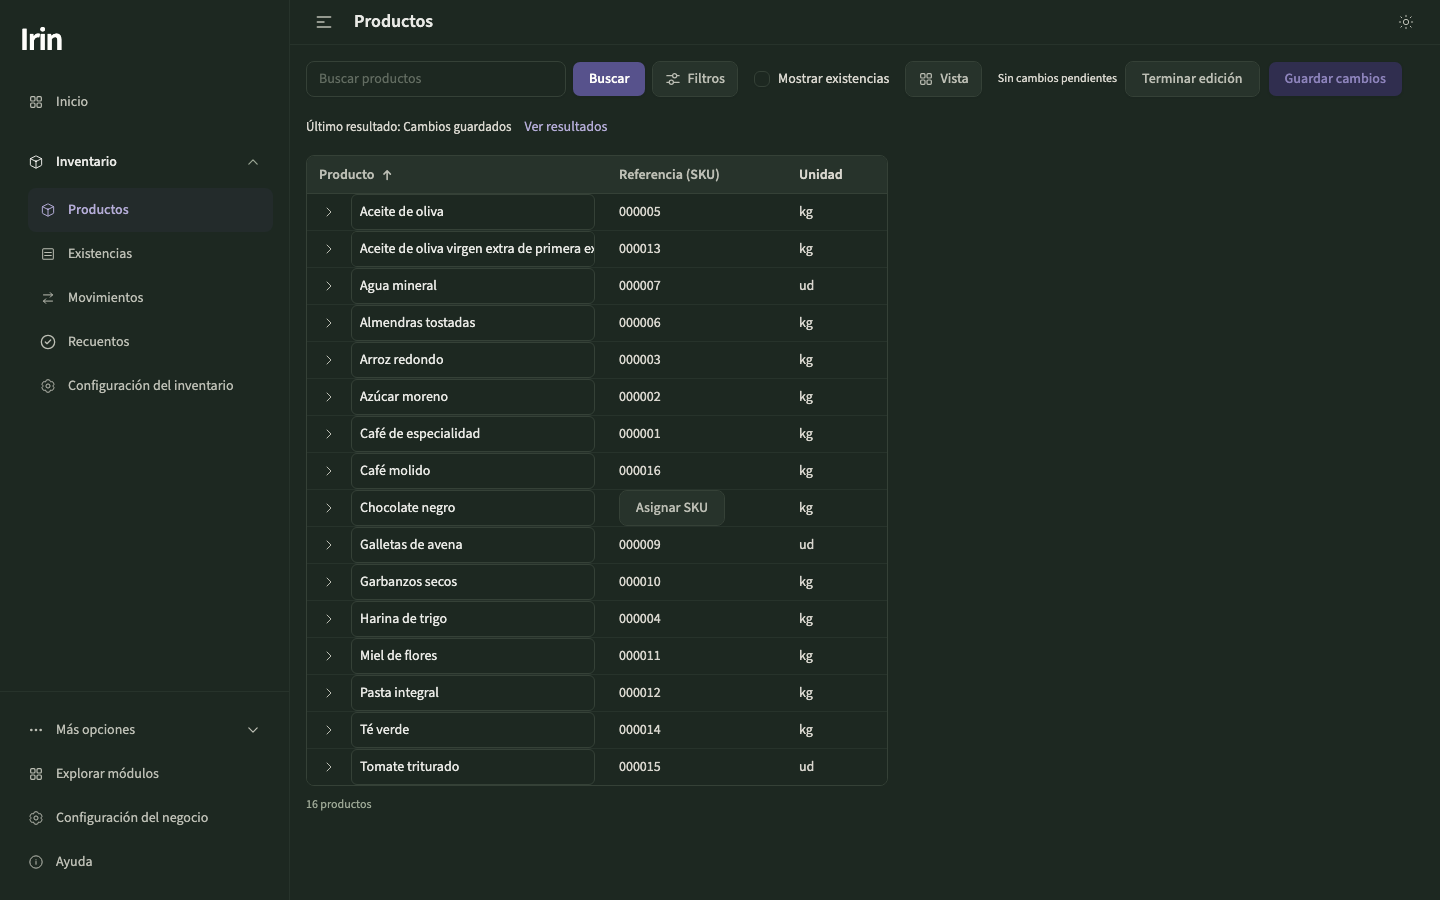 Irin
Productos
Buscar productos
Buscar
Filtros
Mostrar existencias
Vista
Sin cambios pendientes
Terminar edición
Guardar cambios
Inicio
Inventario
Productos
Existencias
Movimientos
Recuentos
Configuración del inventario
Más opciones
Explorar módulos
Configuración del negocio
Ayuda
Último resultado: Cambios guardados Ver resultados
Producto Referencia (SKU) Unidad
Aceite de oliva 000005 kg
Aceite de oliva virgen extra de primera ex 000013 kg
Agua mineral 000007 ud
Almendras tostadas 000006 kg
Arroz redondo 000003 kg
Azúcar moreno 000002 kg
Café de especialidad 000001 kg
Café molido 000016 kg
Chocolate negro Asignar SKU kg
Galletas de avena 000009 ud
Garbanzos secos 000010 kg
Harina de trigo 000004 kg
Miel de flores 000011 kg
Pasta integral 000012 kg
Té verde 000014 kg
Tomate triturado 000015 ud
16 productos